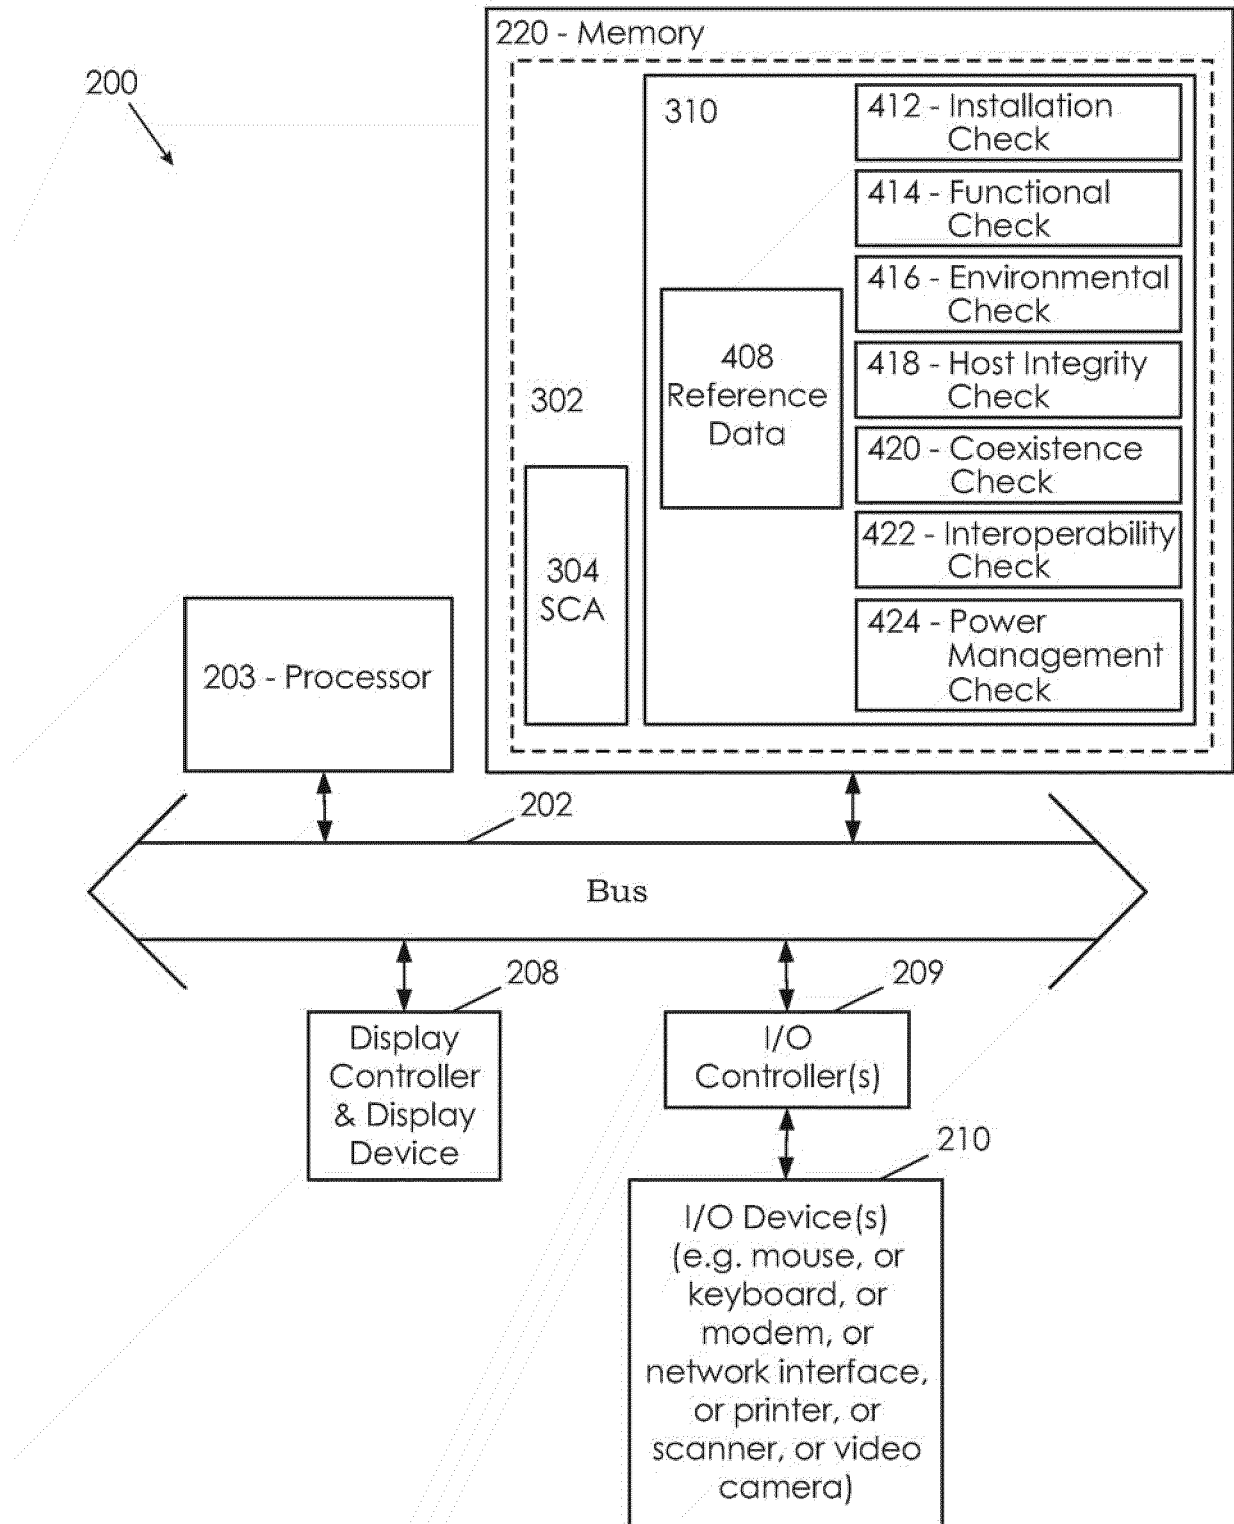 220 - Memory
200
310
412 - Installation
Check
414 - Functional
Check
416 - Environmental
Check
418 - Host Integrity
Check
420 - Coexistence
Check
422 - Interoperability
Check
424 - Power
Management
Check
408
Reference
Data
302
304
SCA
203 - Processor
202
Bus
208
Display
Controller
& Display
Device
209
I/O
Controller(s)
210
I/O Device(s)
(e.g. mouse, or
keyboard, or
modem, or
network interface,
or printer, or
scanner, or video
camera)